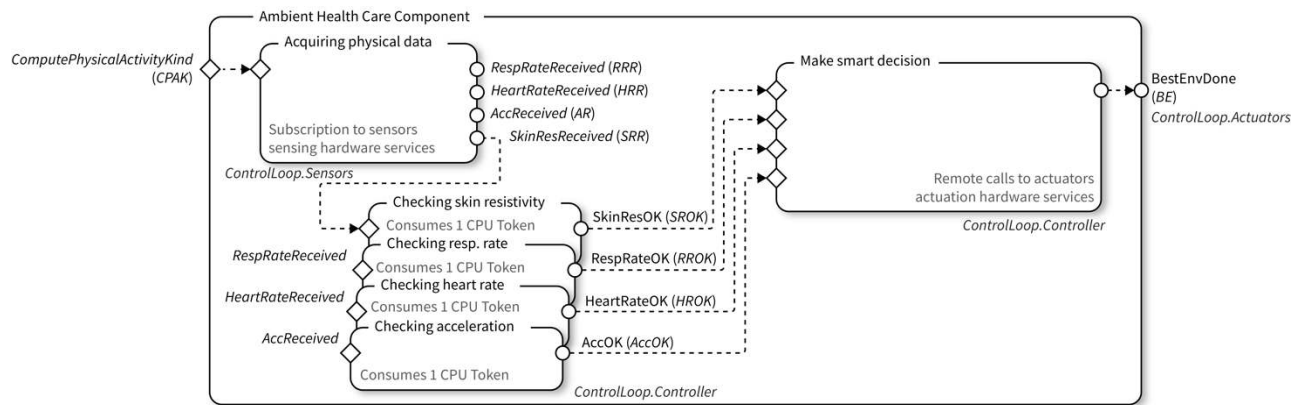 Ambient Health Care Component
Acquiring physical data
ComputePhysicalActivityKind
(CPAK)
RespRateReceived (RRR)
HeartRateReceived (HRR)
AccReceived (AR)
SkinResReceived (SRR)
Subscription to sensors
sensing hardware services
ControlLoop.Sensors
Make smart decision
Remote calls to actuators
actuation hardware services
ControlLoop.Controller
BestEnvDone
(BE)
ControlLoop.Actuators
Checking skin resistivity
Consumes 1 CPU Token
SkinResOK (SROK)
Checking resp. rate
RespRateReceived
Consumes 1 CPU Token
RespRateOK (RROK)
Checking heart rate
HeartRateReceived
Consumes 1 CPU Token
HeartRateOK (HROK)
Checking acceleration
AccReceived
AccOK (AccOK)
Consumes 1 CPU Token
ControlLoop.Controller